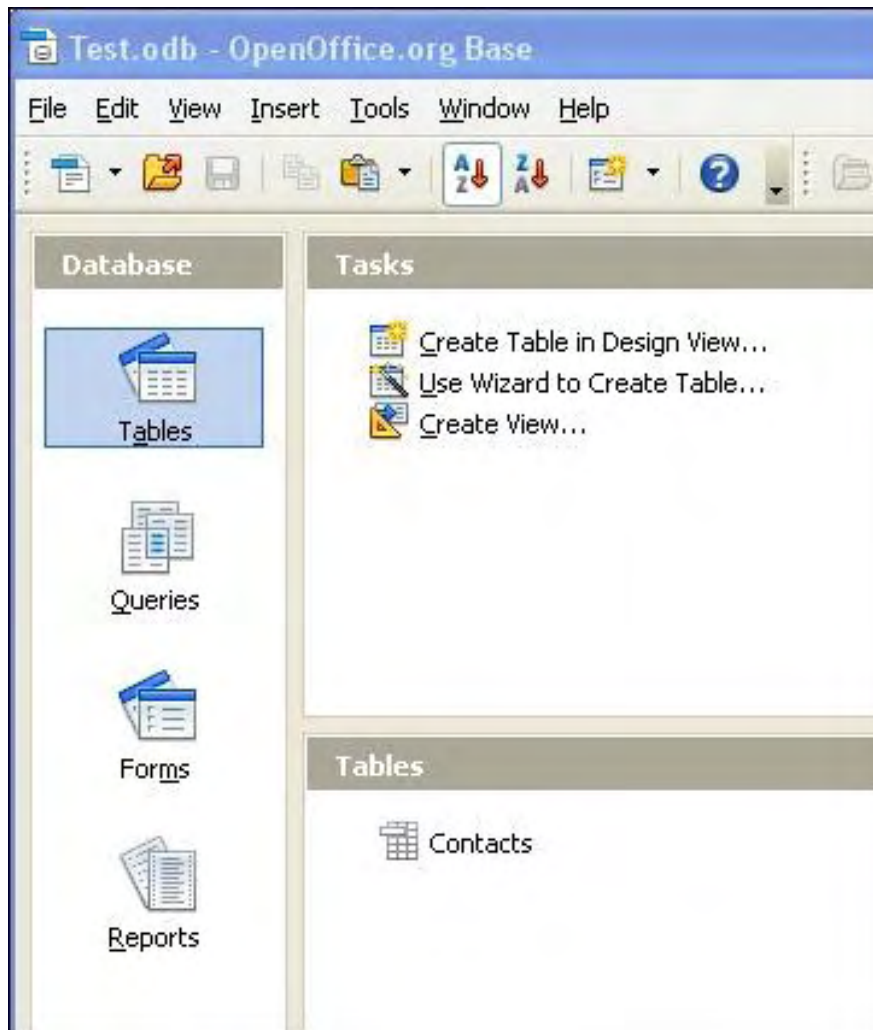 Test.odb - OpenOffice.org Base
File Edit View Insert Tools Window Help
Database
Tables
Queries
Forms
Reports
Tasks
Create Table in Design View...
Use Wizard to Create Table...
Create View...
Tables
Contacts